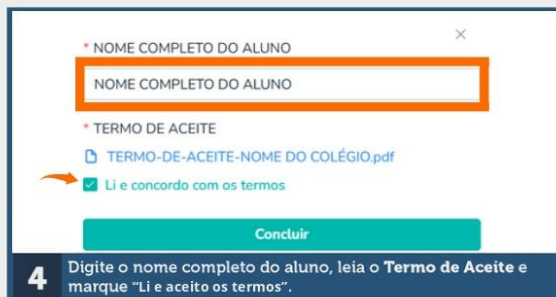 * NOME COMPLETO DO ALUNO
NOME COMPLETO DO ALUNO
* TERMO DE ACEITE
TERMO-DE-ACEITE-NOME DO COLÉGIO.pdf
Li e concordo com os termos
Concluir
4 Digite o nome completo do aluno, leia o Termo de Aceite e
marque "Li e aceito os termos".